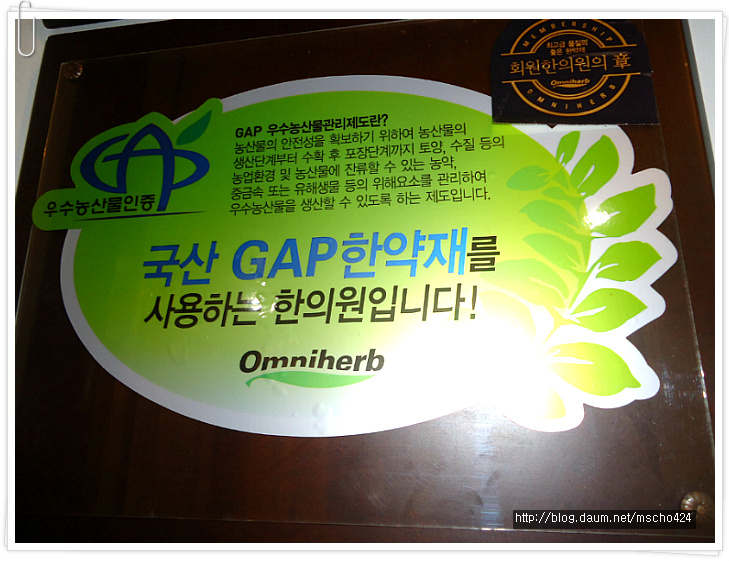 MEMBERSHIP
최고급 품질의
좋은 한약재
회원한의원의 章
Omniherb
OMNIHERB
GAP
우수농산물인증
GAP 우수농산물관리제도란?
농산물의 안전성을 확보하기 위하여 농산물의
생산단계부터 수확 후 포장단계까지 토양, 수질 등의
농업환경 및 농산물에 잔류할 수 있는 농약,
중금속 또는 유해생물 등의 위해요소를 관리하여
우수농산물을 생산할 수 있도록 하는 제도입니다.
국산 GAP한약재를
사용하는 한의원입니다!
Omniherb
http://blog.daum.net/mscho424